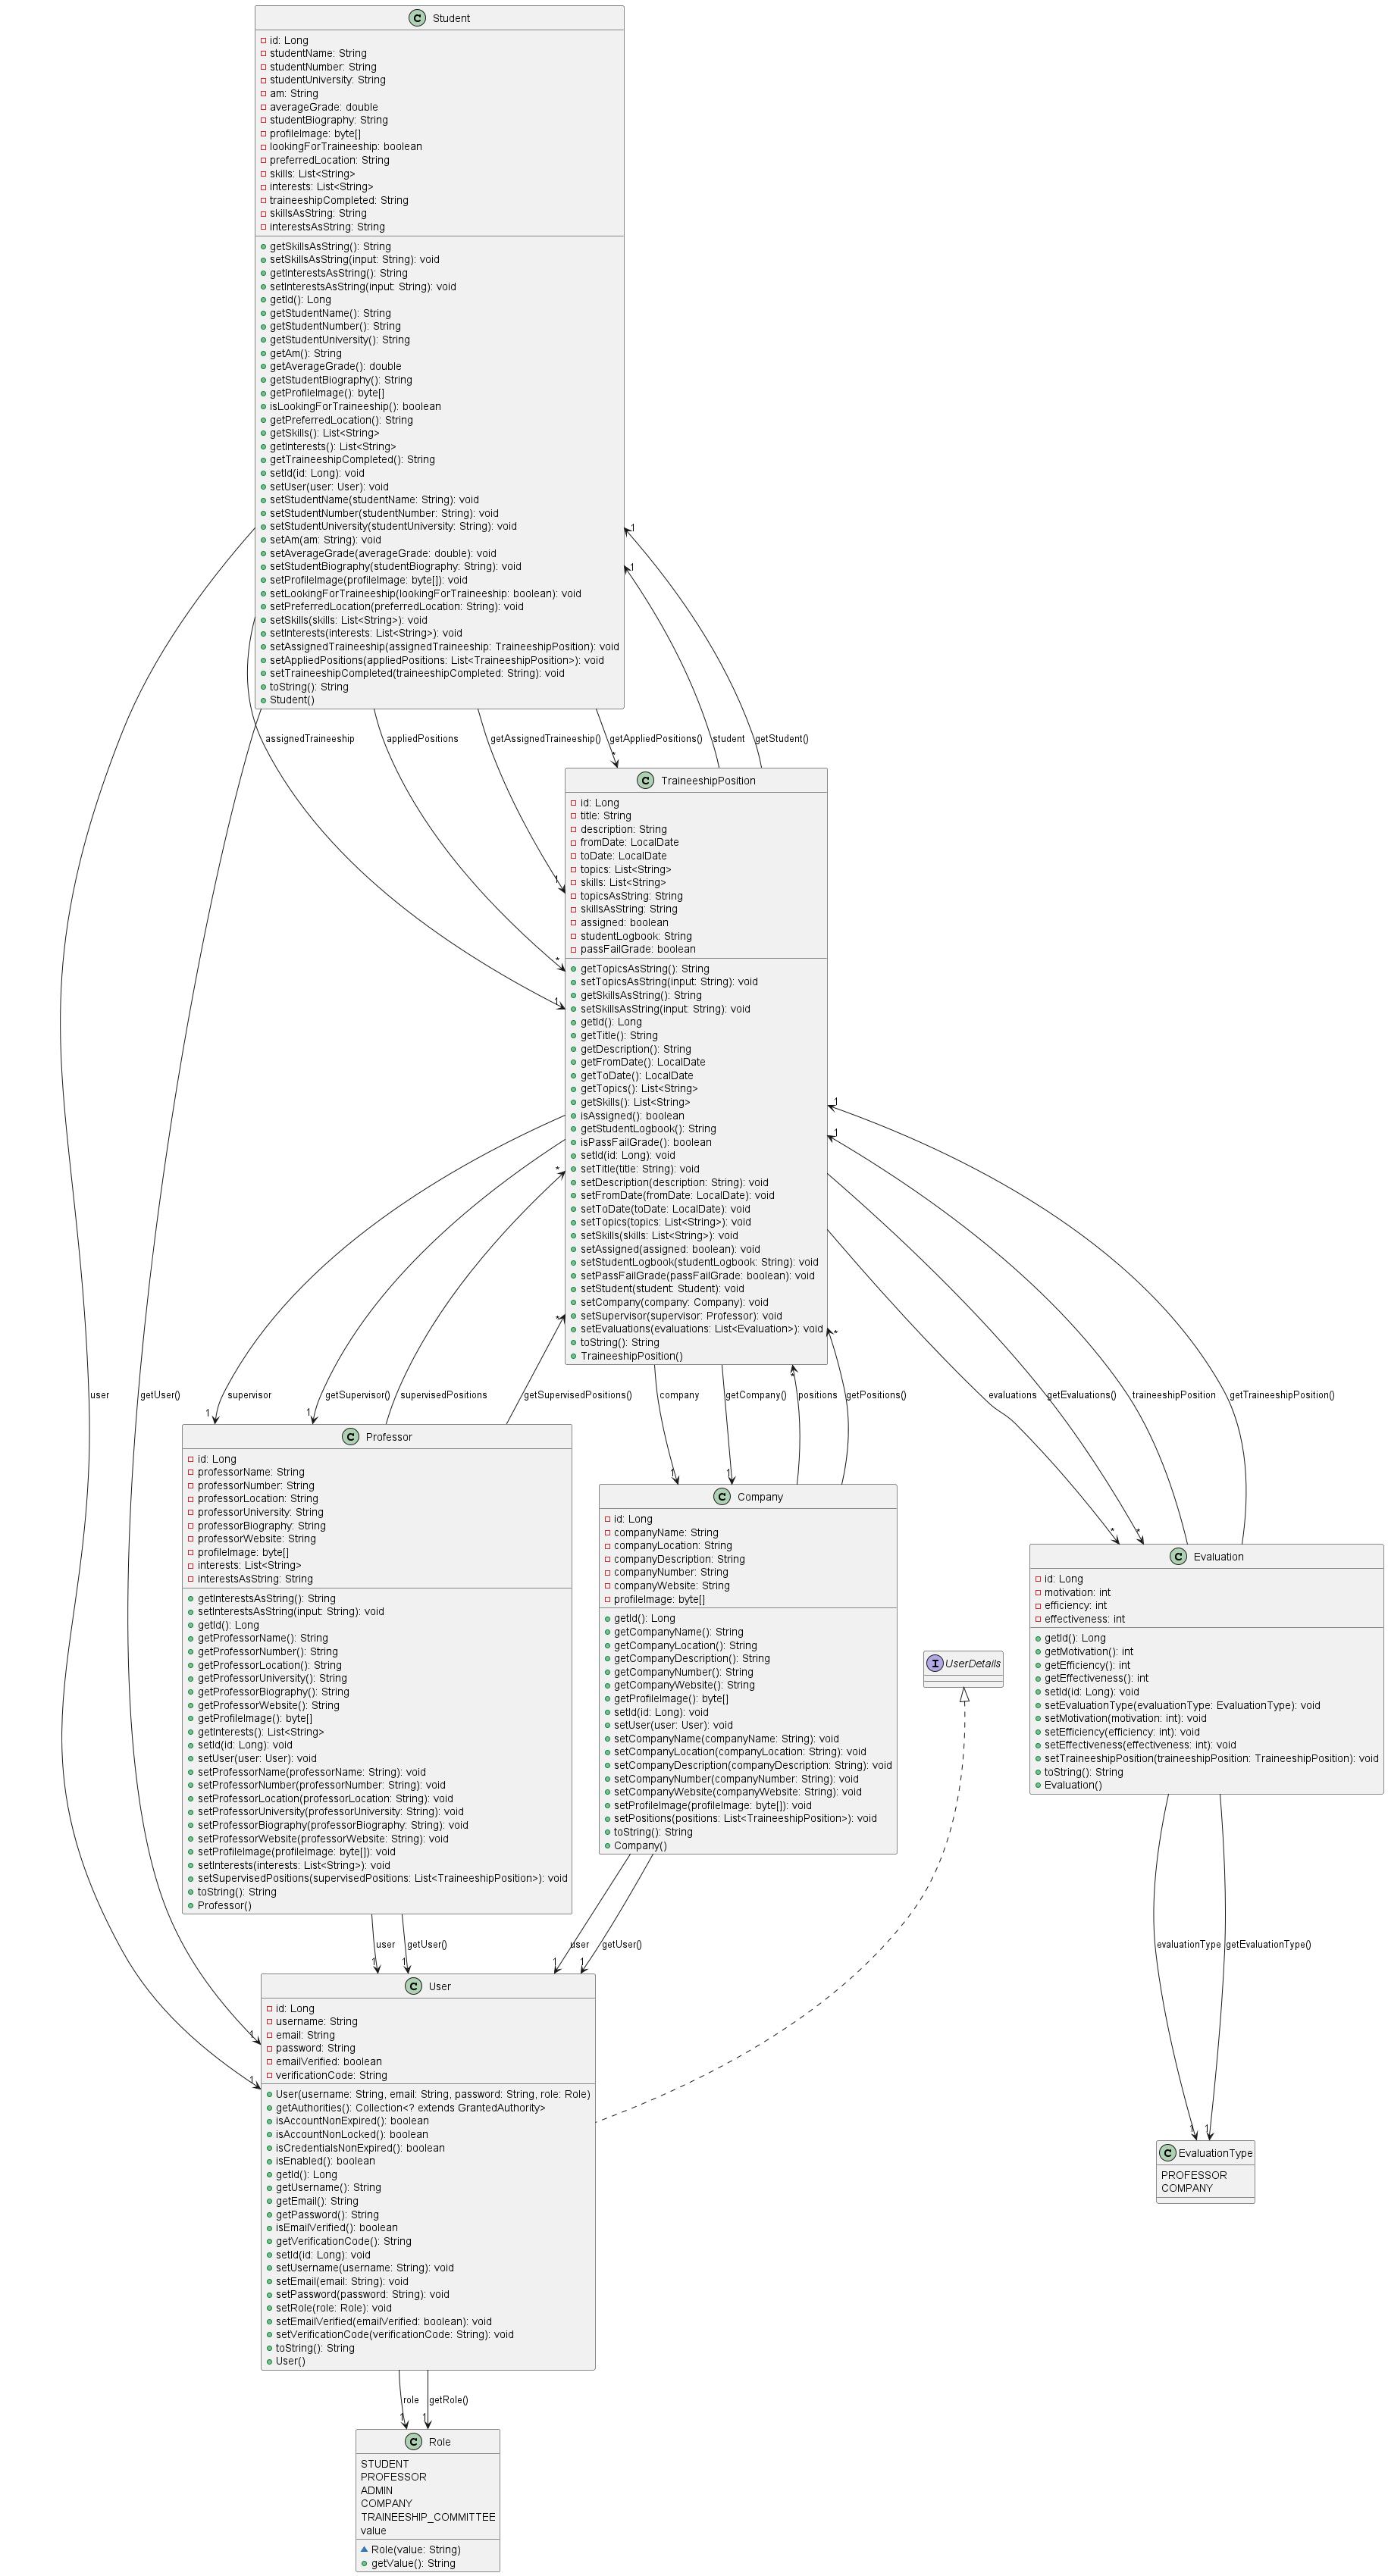 C Student
id: Long
studentName: String
studentNumber: String
studentUniversity: String
am: String
averageGrade: double
studentBiography: String
profileImage: byte[]
lookingForTraineeship: boolean
preferredLocation: String
skills: List<String>
interests: List<String>
traineeshipCompleted: String
skillsAsString: String
interestsAsString: String
getSkillsAsString(): String
setSkillsAsString(input: String): void
getInterestsAsString(): String
setInterestsAsString(input: String): void
getId(): Long
getStudentName(): String
getStudentNumber(): String
getStudentUniversity(): String
getAm(): String
getAverageGrade(): double
getStudentBiography(): String
getProfileImage(): byte[]
isLookingForTraineeship(): boolean
getPreferredLocation(): String
getSkills(): List<String>
getInterests(): List<String>
getTraineeshipCompleted(): String
setId(id: Long): void
setUser(user: User): void
setStudentName(studentName: String): void
setStudentNumber(studentNumber: String): void
setStudentUniversity(studentUniversity: String): void
setAm(am: String): void
setAverageGrade(averageGrade: double): void
setStudentBiography(studentBiography: String): void
setProfileImage(profileImage: byte[]): void
setLookingForTraineeship(lookingForTraineeship: boolean): void
setPreferredLocation(preferredLocation: String): void
setSkills(skills: List<String>): void
setInterests(interests: List<String>): void
setAssignedTraineeship(assignedTraineeship: TraineeshipPosition): void
setAppliedPositions(appliedPositions: List<TraineeshipPosition>): void
setTraineeshipCompleted(traineeshipCompleted: String): void
toString(): String
Student()
1
1
assignedTraineeship
appliedPositions
getAssignedTraineeship()
getAppliedPositions()
student
getStudent()
*
1
*
1
C TraineeshipPosition
id: Long
title: String
description: String
fromDate: LocalDate
toDate: LocalDate
topics: List<String>
skills: List<String>
topicsAsString: String
skillsAsString: String
assigned: boolean
studentLogbook: String
passFailGrade: boolean
getTopicsAsString(): String
setTopicsAsString(input: String): void
getSkillsAsString(): String
setSkillsAsString(input: String): void
getId(): Long
getTitle(): String
getDescription(): String
getFromDate(): LocalDate
getToDate(): LocalDate
getTopics(): List<String>
getSkills(): List<String>
isAssigned(): boolean
getStudentLogbook(): String
isPassFailGrade(): boolean
setId(id: Long): void
setTitle(title: String): void
setDescription(description: String): void
setFromDate(fromDate: LocalDate): void
setToDate(toDate: LocalDate): void
setTopics(topics: List<String>): void
setSkills(skills: List<String>): void
setAssigned(assigned: boolean): void
setStudentLogbook(studentLogbook: String): void
setPassFailGrade(passFailGrade: boolean): void
setStudent(student: Student): void
setCompany(company: Company): void
setSupervisor(supervisor: Professor): void
setEvaluations(evaluations: List<Evaluation>): void
toString(): String
TraineeshipPosition()
1
1
*
*
*
*
user
getUser()
supervisor
getSupervisor()
supervisedPositions
getSupervisedPositions()
company
getCompany()
positions
getPositions()
evaluations
getEvaluations()
traineeshipPosition
getTraineeshipPosition()
1
1
1
1
*
*
C Professor
id: Long
professorName: String
professorNumber: String
professorLocation: String
professorUniversity: String
professorBiography: String
professorWebsite: String
profileImage: byte[]
interests: List<String>
interestsAsString: String
getInterestsAsString(): String
setInterestsAsString(input: String): void
getId(): Long
getProfessorName(): String
getProfessorNumber(): String
getProfessorLocation(): String
getProfessorUniversity(): String
getProfessorBiography(): String
getProfessorWebsite(): String
getProfileImage(): byte[]
getInterests(): List<String>
setId(id: Long): void
setUser(user: User): void
setProfessorName(professorName: String): void
setProfessorNumber(professorNumber: String): void
setProfessorLocation(professorLocation: String): void
setProfessorUniversity(professorUniversity: String): void
setProfessorBiography(professorBiography: String): void
setProfessorWebsite(professorWebsite: String): void
setProfileImage(profileImage: byte[]): void
setInterests(interests: List<String>): void
setSupervisedPositions(supervisedPositions: List<TraineeshipPosition>): void
toString(): String
Professor()
C Company
id: Long
companyName: String
companyLocation: String
companyDescription: String
companyNumber: String
companyWebsite: String
profileImage: byte[]
getId(): Long
getCompanyName(): String
getCompanyLocation(): String
getCompanyDescription(): String
getCompanyNumber(): String
getCompanyWebsite(): String
getProfileImage(): byte[]
setId(id: Long): void
setUser(user: User): void
setCompanyName(companyName: String): void
setCompanyLocation(companyLocation: String): void
setCompanyDescription(companyDescription: String): void
setCompanyNumber(companyNumber: String): void
setCompanyWebsite(companyWebsite: String): void
setProfileImage(profileImage: byte[]): void
setPositions(positions: List<TraineeshipPosition>): void
toString(): String
Company()
I UserDetails
C Evaluation
id: Long
motivation: int
efficiency: int
effectiveness: int
getId(): Long
getMotivation(): int
getEfficiency(): int
getEffectiveness(): int
setId(id: Long): void
setEvaluationType(evaluationType: EvaluationType): void
setMotivation(motivation: int): void
setEfficiency(efficiency: int): void
setEffectiveness(effectiveness: int): void
setTraineeshipPosition(traineeshipPosition: TraineeshipPosition): void
toString(): String
Evaluation()
user
getUser()
user
getUser()
evaluationType
getEvaluationType()
1
1
1
1
1
1
C User
id: Long
username: String
email: String
password: String
emailVerified: boolean
verificationCode: String
User(username: String, email: String, password: String, role: Role)
getAuthorities(): Collection<? extends GrantedAuthority>
isAccountNonExpired(): boolean
isAccountNonLocked(): boolean
isCredentialsNonExpired(): boolean
isEnabled(): boolean
getId(): Long
getUsername(): String
getEmail(): String
getPassword(): String
isEmailVerified(): boolean
getVerificationCode(): String
setId(id: Long): void
setUsername(username: String): void
setEmail(email: String): void
setPassword(password: String): void
setRole(role: Role): void
setEmailVerified(emailVerified: boolean): void
setVerificationCode(verificationCode: String): void
toString(): String
User()
1
1
C EvaluationType
PROFESSOR
COMPANY
role
getRole()
1
1
C Role
STUDENT
PROFESSOR
ADMIN
COMPANY
TRAINEESHIP_COMMITTEE
value
Role(value: String)
getValue(): String